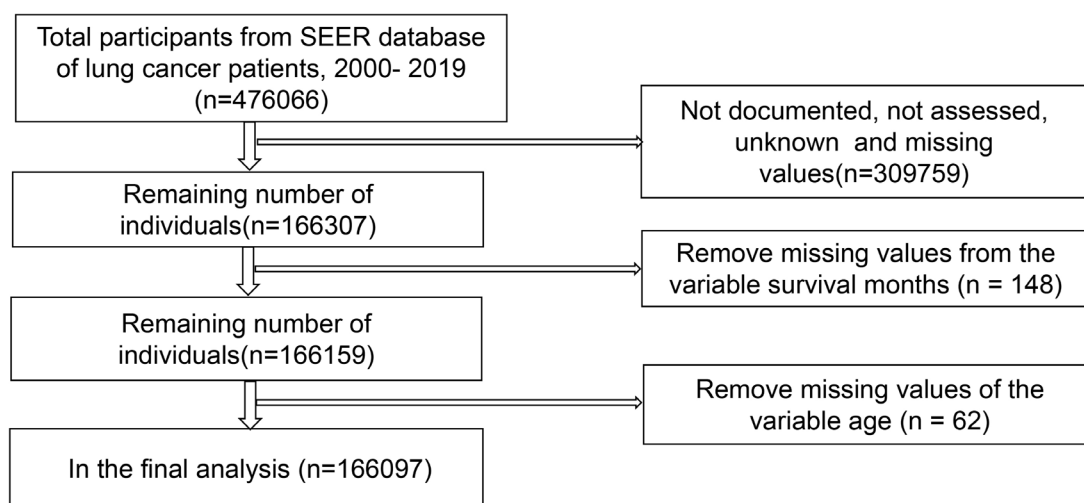 Total participants from SEER database
of lung cancer patients, 2000- 2019
(n=476066)
Not documented, not assessed,
unknown and missing
values(n=309759)
Remaining number of
individuals(n=166307)
Remove missing values from the
variable survival months (n = 148)
Remaining number of
individuals(n=166159)
Remove missing values of the
variable age (n = 62)
In the final analysis (n=166097)